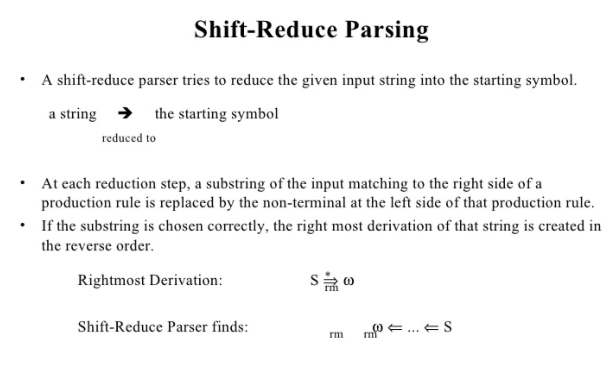 Shift-Reduce Parsing
• A shift-reduce parser tries to reduce the given input string into the starting symbol.
a string ➔ the starting symbol
reduced to
• At each reduction step, a substring of the input matching to the right side of a
production rule is replaced by the non-terminal at the left side of that production rule.
• If the substring is chosen correctly, the right most derivation of that string is created in
the reverse order.
Rightmost Derivation: S ⇒ ω
*
rm
Shift-Reduce Parser finds: ω ⇐ ... ⇐ S
rm rm